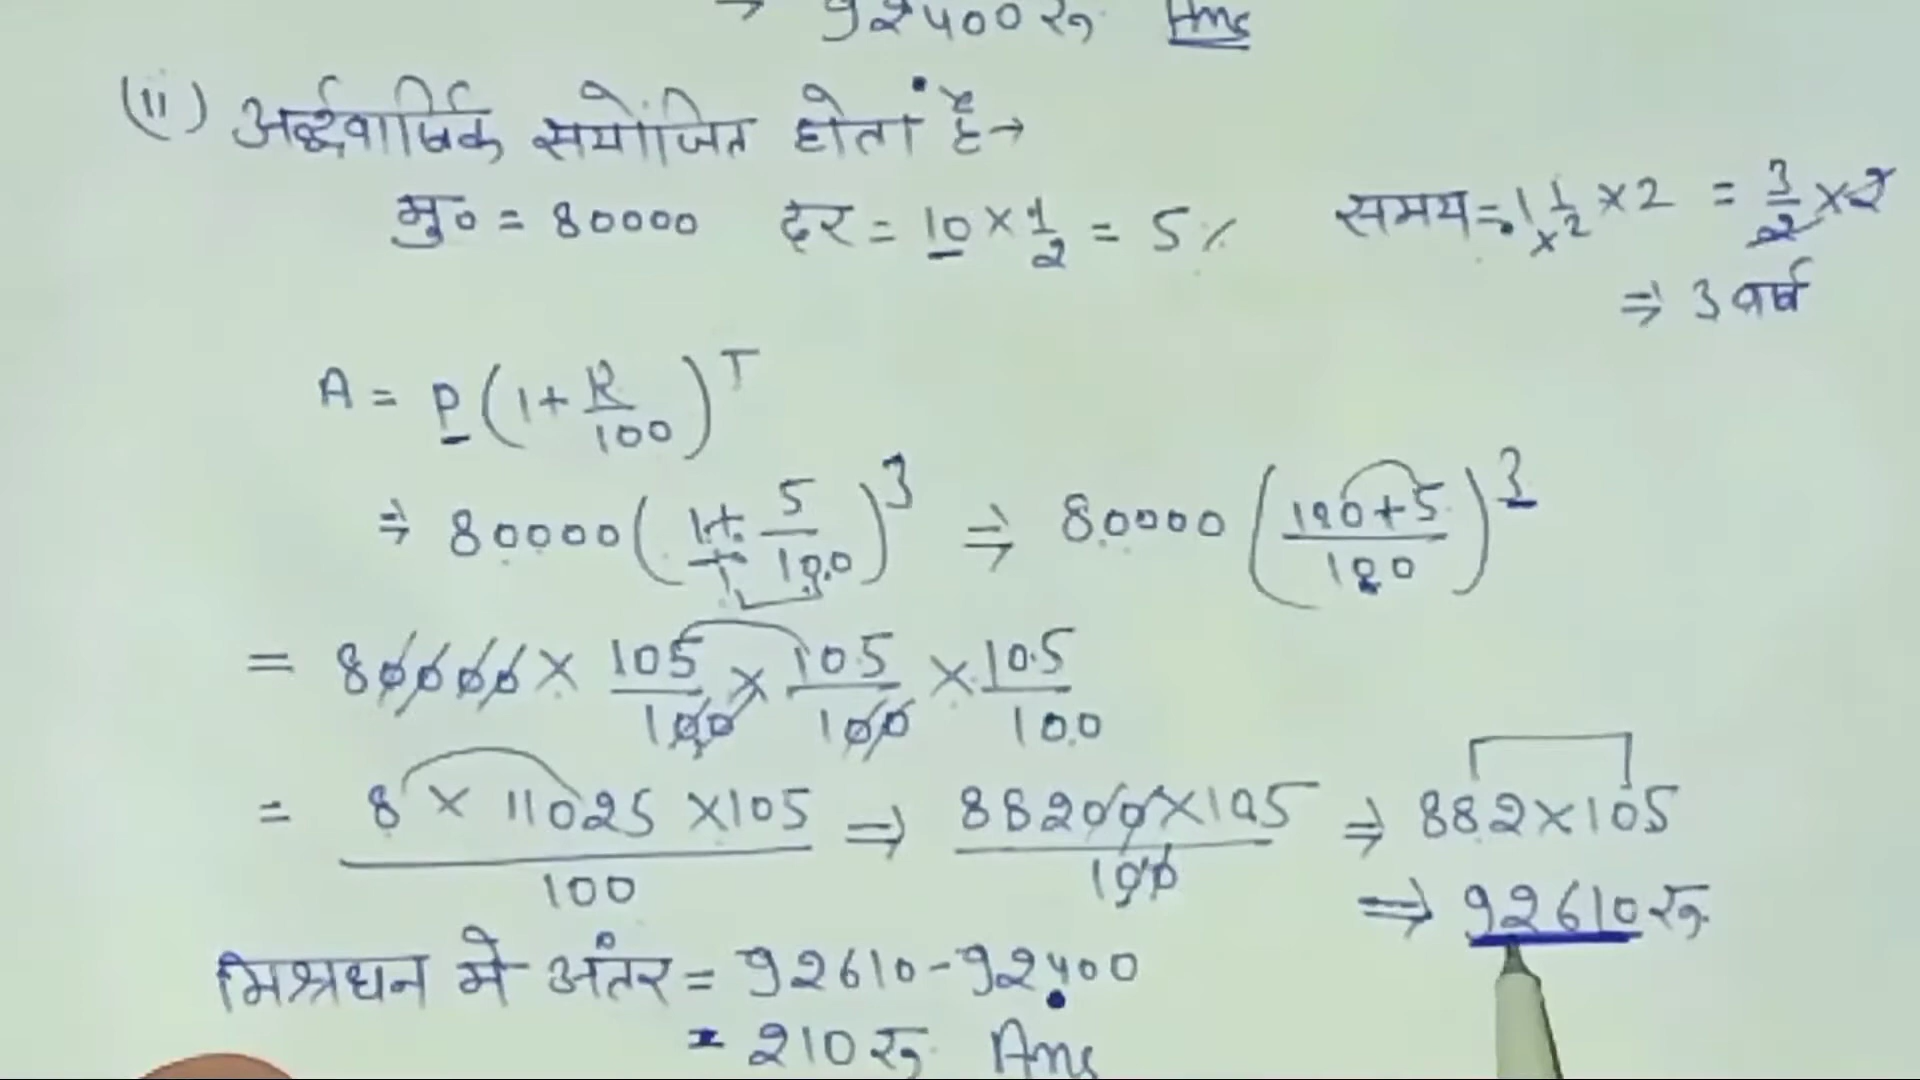 → 92400 रू Ans
(ii) अर्द्धवार्षिक संयोजित होता है→
मु० = 80000 दर = 10 × 1/2 = 5% समय = 1 1/2 × 2 = 3/2 × 2
⇒ 3 वर्ष
A = P(1 + R/100)^T
⇒ 80000(1/1 + 5/100)^3 ⇒ 80000((100+5)/100)^3
= 80000 × 105/100 × 105/100 × 105/100
= (8 × 11025 × 105)/100 ⇒ (88200 × 105)/100 ⇒ 882 × 105
⇒ 92610 रू
मिश्रधन मे अंतर = 92610 - 92400
= 210 रू Ans